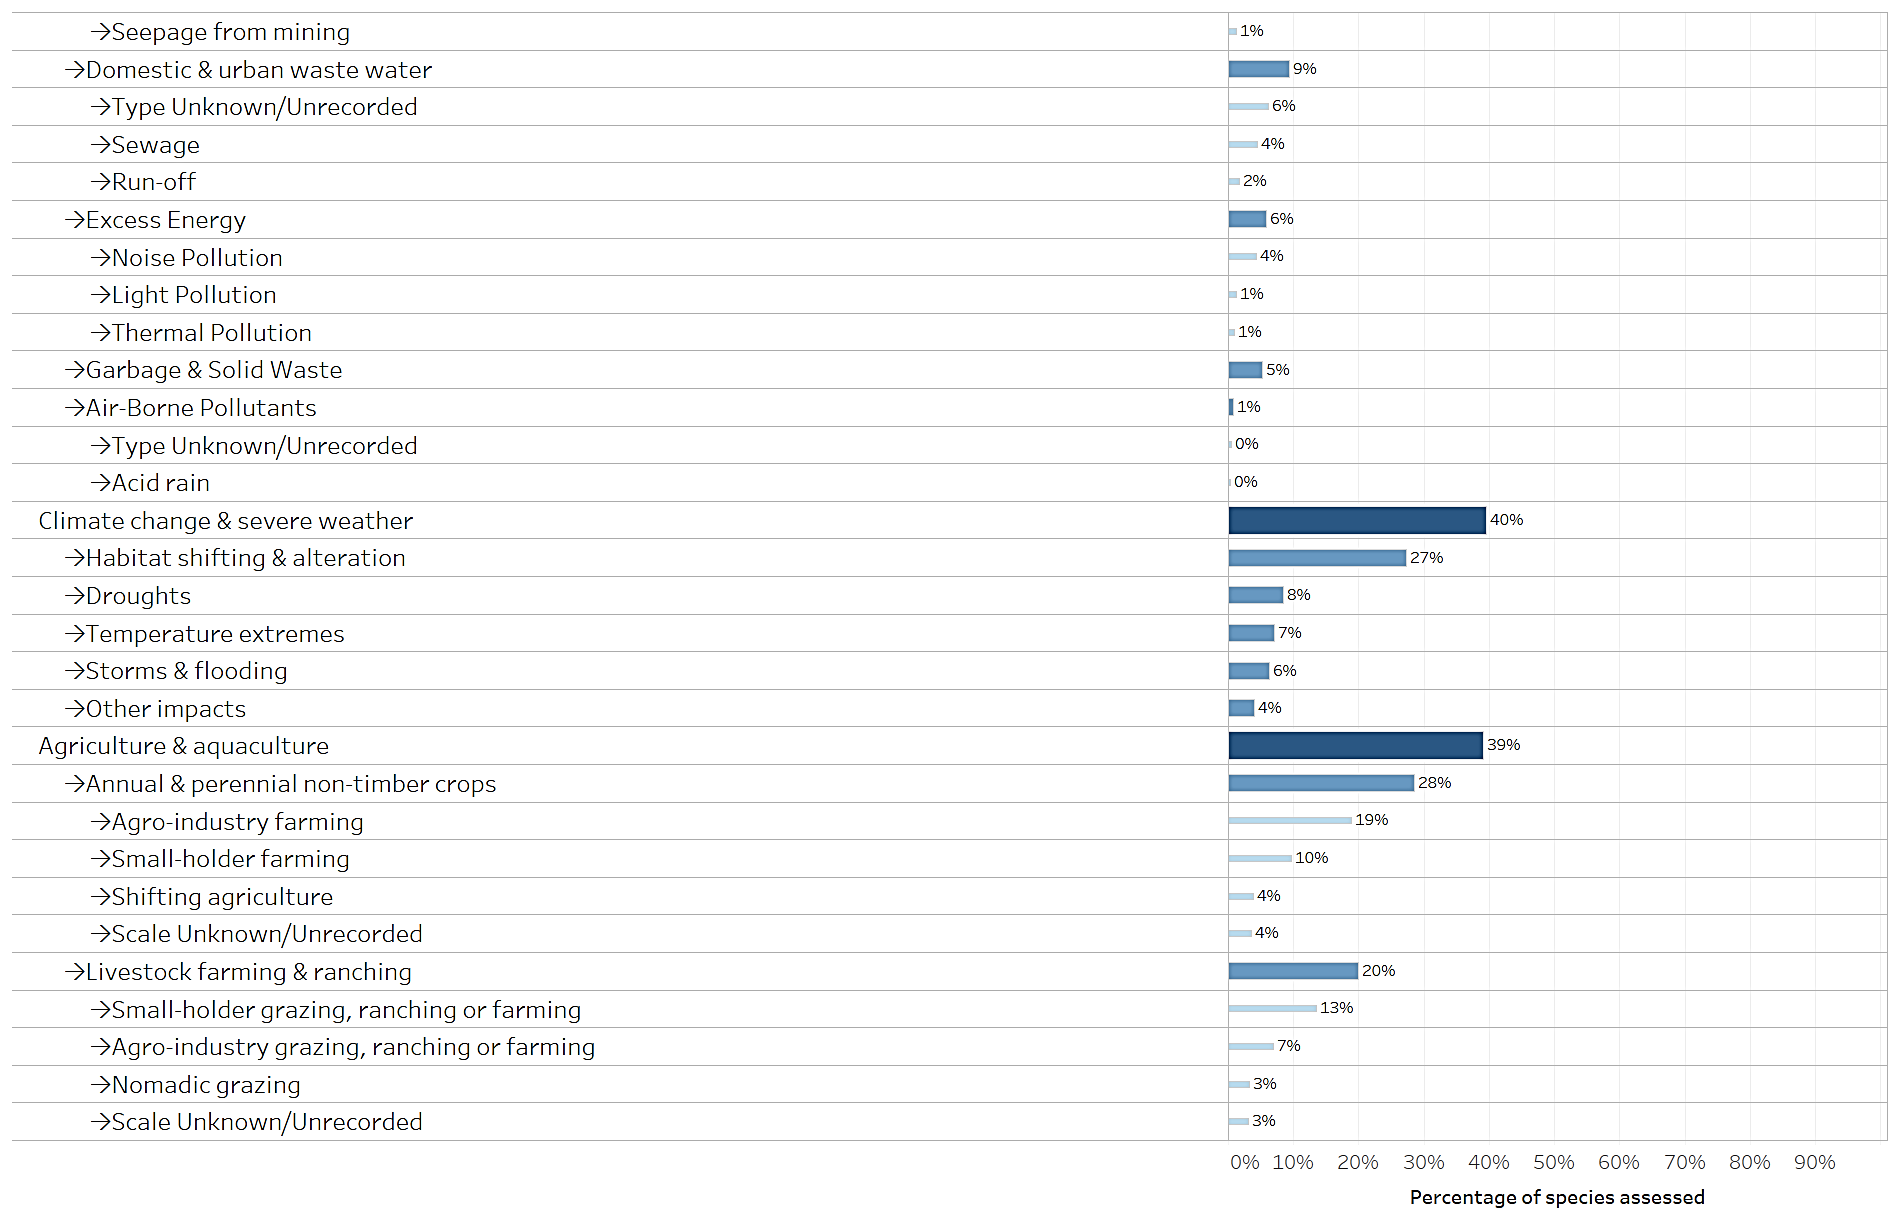 →Seepage from mining 1%
→Domestic & urban waste water 9%
→Type Unknown/Unrecorded 6%
→Sewage 4%
→Run-off 2%
→Excess Energy 6%
→Noise Pollution 4%
→Light Pollution 1%
→Thermal Pollution 1%
→Garbage & Solid Waste 5%
→Air-Borne Pollutants 1%
→Type Unknown/Unrecorded 0%
→Acid rain 0%
Climate change & severe weather 40%
→Habitat shifting & alteration 27%
→Droughts 8%
→Temperature extremes 7%
→Storms & flooding 6%
→Other impacts 4%
Agriculture & aquaculture 39%
→Annual & perennial non-timber crops 28%
→Agro-industry farming 19%
→Small-holder farming 10%
→Shifting agriculture 4%
→Scale Unknown/Unrecorded 4%
→Livestock farming & ranching 20%
→Small-holder grazing, ranching or farming 13%
→Agro-industry grazing, ranching or farming 7%
→Nomadic grazing 3%
→Scale Unknown/Unrecorded 3%
0% 10% 20% 30% 40% 50% 60% 70% 80% 90%
Percentage of species assessed